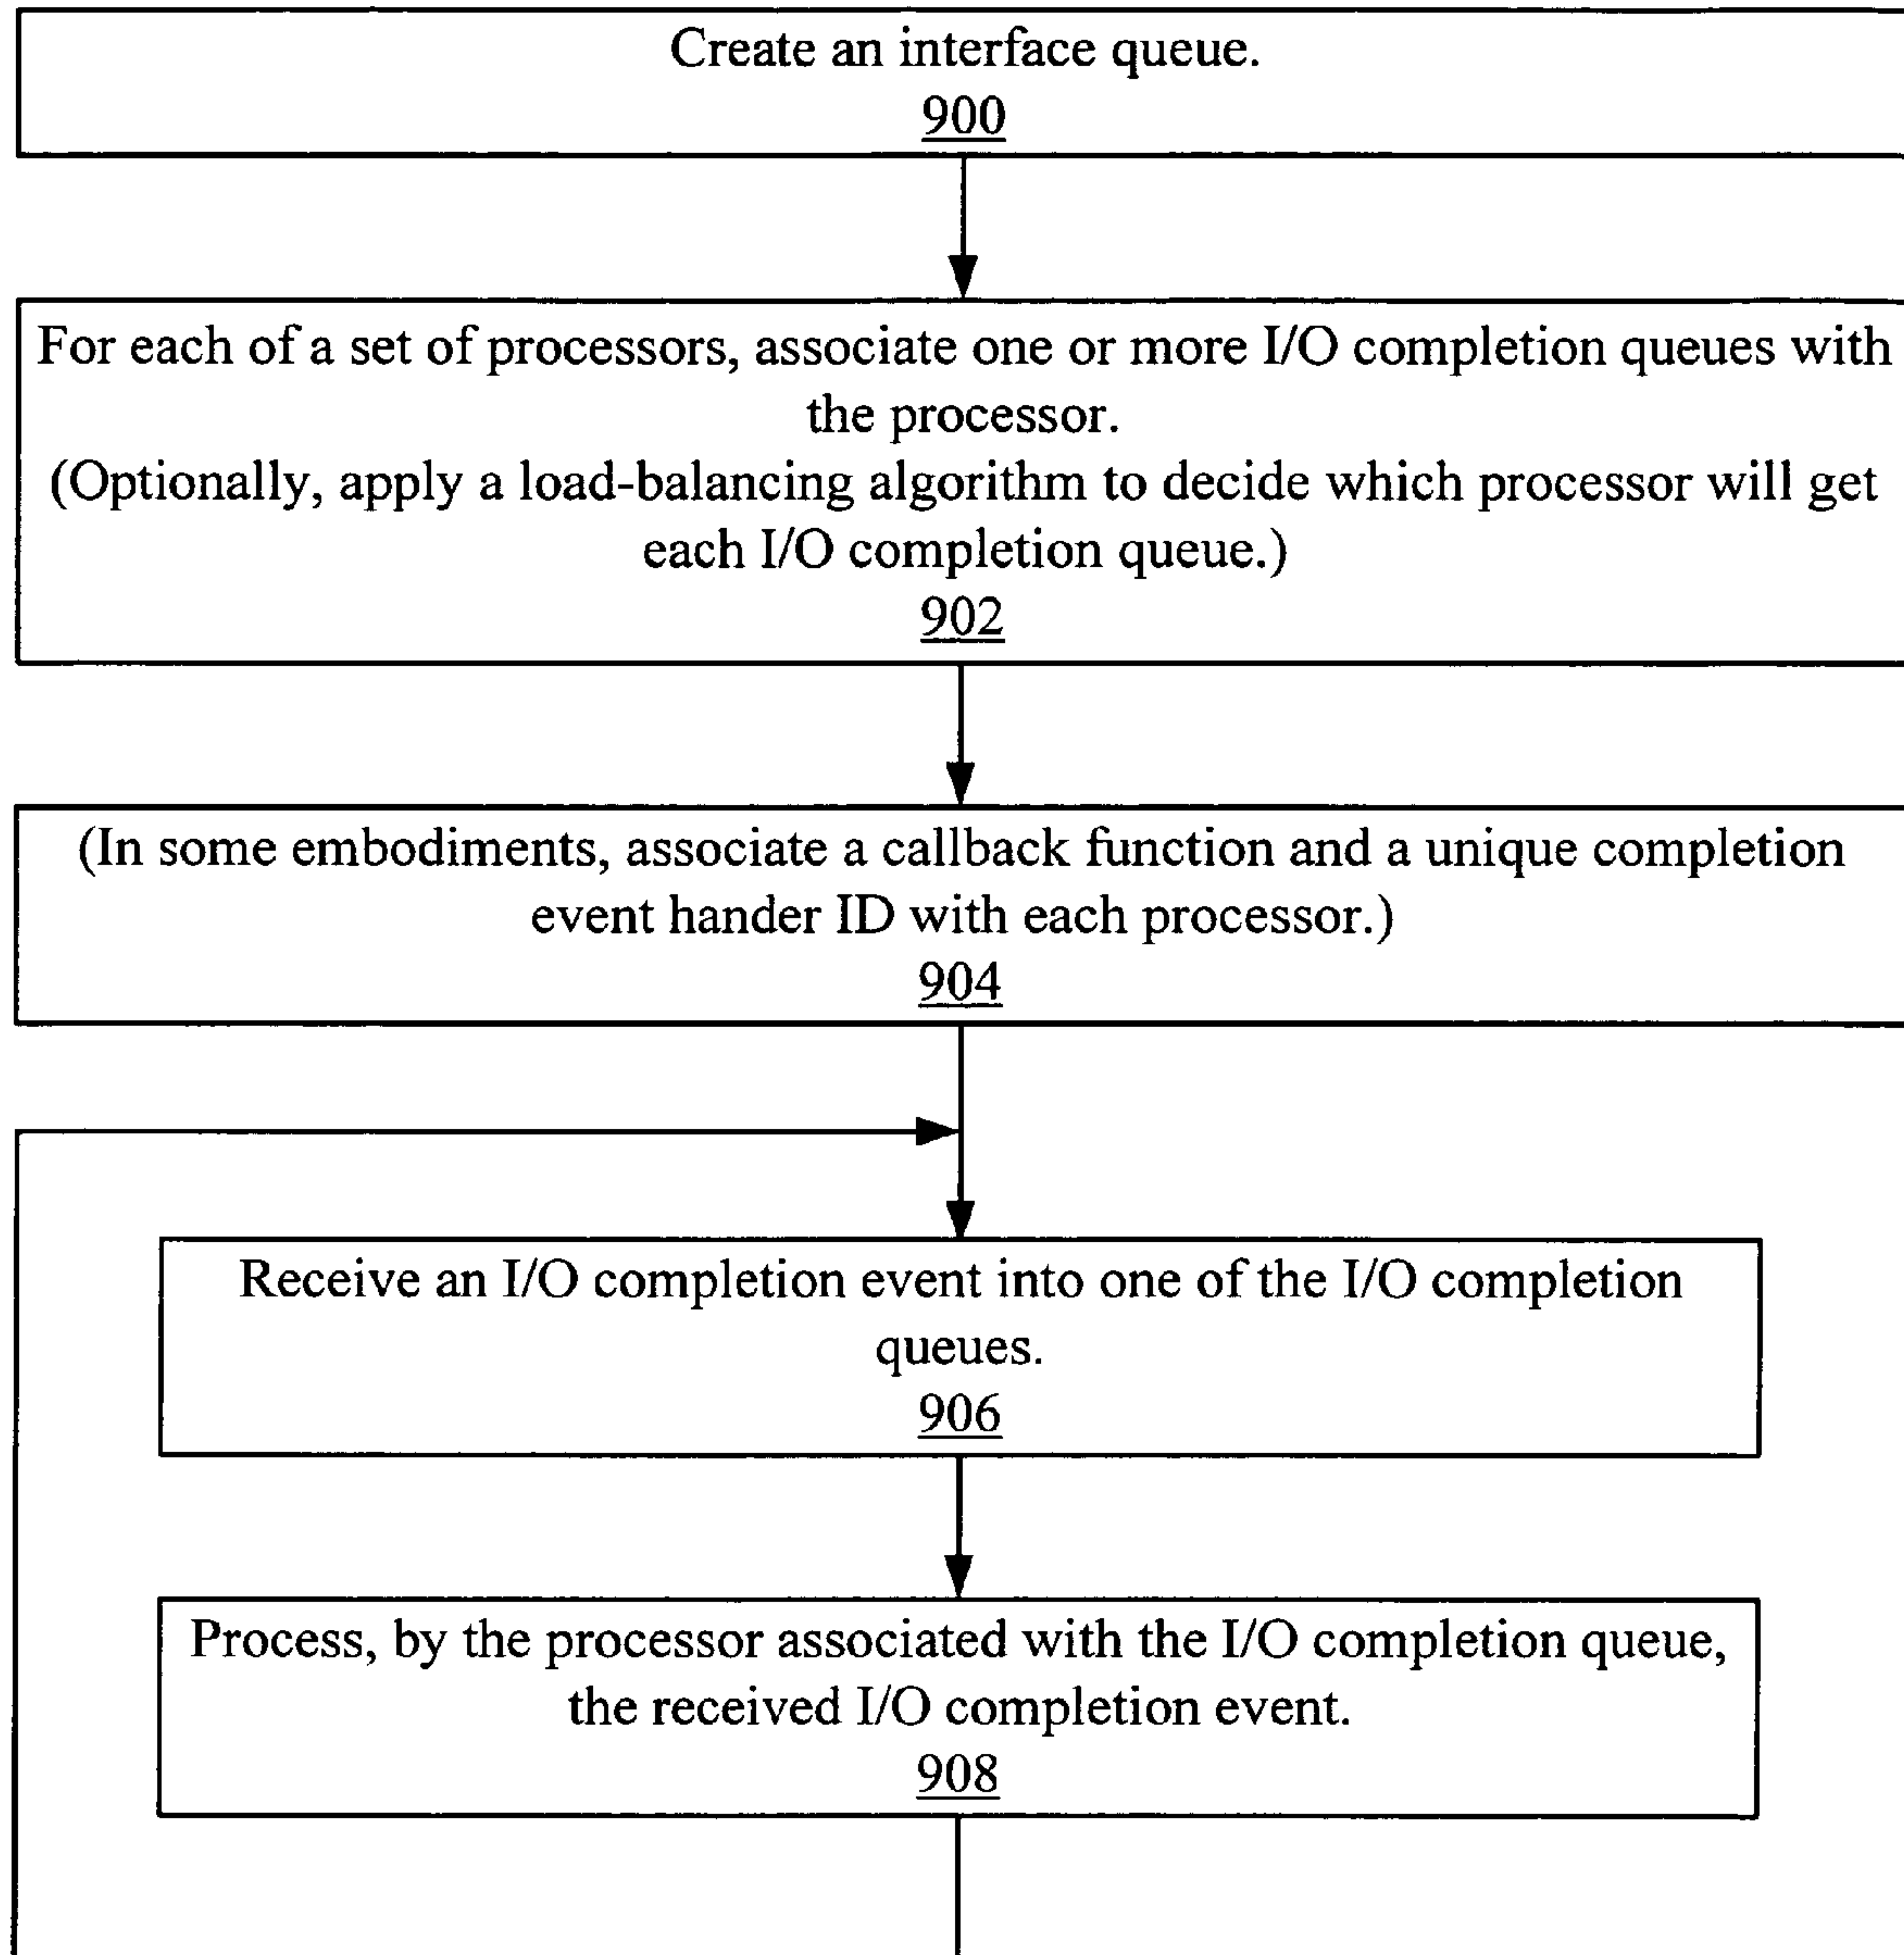 Create an interface queue.
900
For each of a set of processors, associate one or more I/O completion queues with
the processor.
(Optionally, apply a load-balancing algorithm to decide which processor will get
each I/O completion queue.)
902
(In some embodiments, associate a callback function and a unique completion
event hander ID with each processor.)
904
Receive an I/O completion event into one of the I/O completion
queues.
906
Process, by the processor associated with the I/O completion queue,
the received I/O completion event.
908